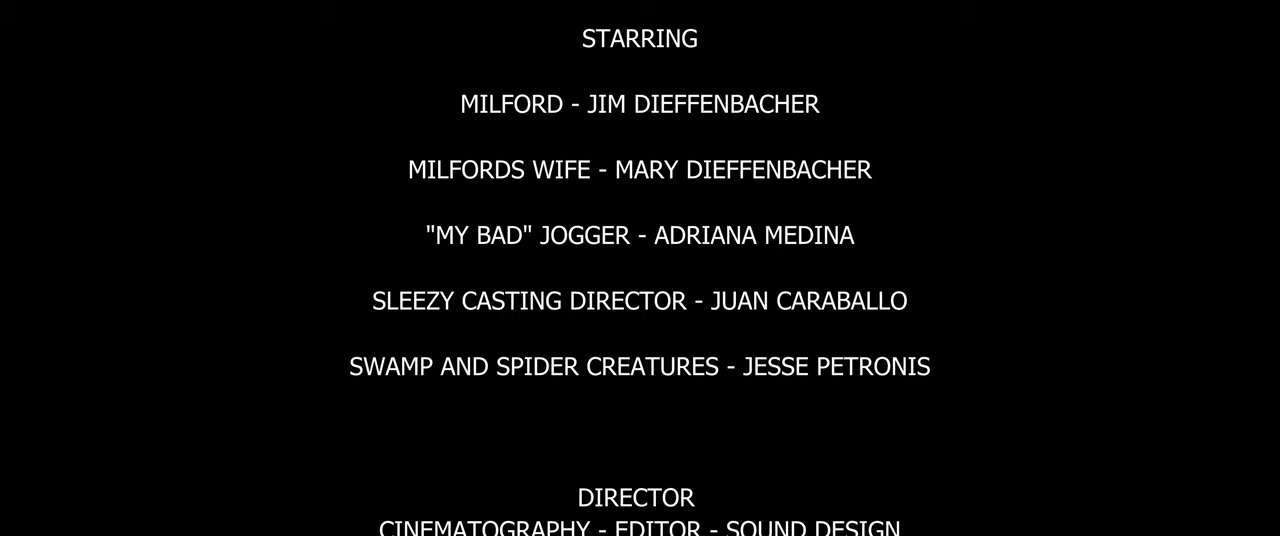 STARRING
MILFORD - JIM DIEFFENBACHER
MILFORDS WIFE - MARY DIEFFENBACHER
"MY BAD" JOGGER - ADRIANA MEDINA
SLEEZY CASTING DIRECTOR - JUAN CARABALLO
SWAMP AND SPIDER CREATURES - JESSE PETRONIS
DIRECTOR
CINEMATOGRAPHY - EDITOR - SOUND DESIGN